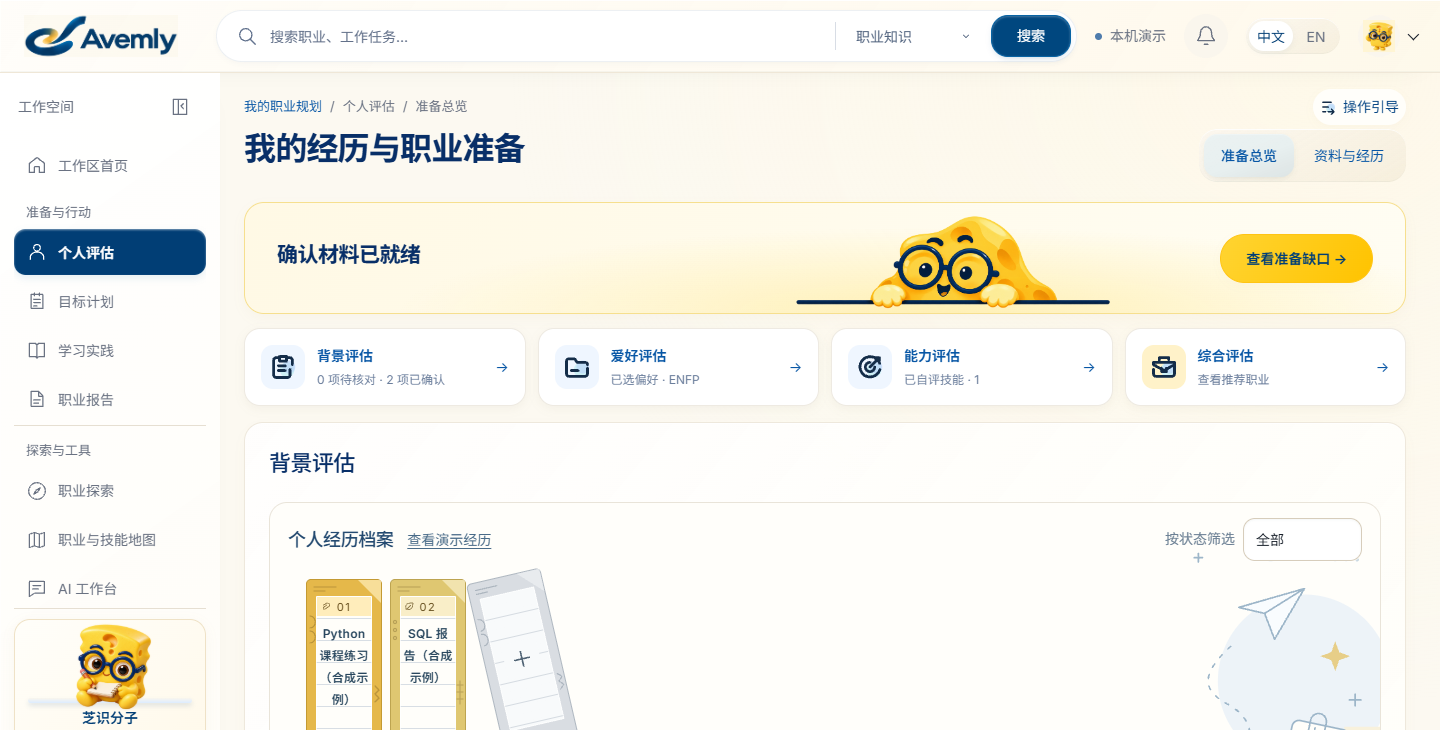 Avemly
搜索职业、工作任务...
职业知识
搜索
本机演示
中文
EN
工作空间
工作区首页
准备与行动
个人评估
目标计划
学习实践
职业报告
探索与工具
职业探索
职业与技能地图
AI 工作台
芝识分子
我的职业规划 / 个人评估 / 准备总览
操作引导
我的经历与职业准备
准备总览
资料与经历
确认材料已就绪
查看准备缺口 →
背景评估
0 项待核对 · 2 项已确认
爱好评估
已选偏好 · ENFP
能力评估
已自评技能 · 1
综合评估
查看推荐职业
背景评估
个人经历档案
查看演示经历
按状态筛选
全部
01
Python
课程练习
（合成示
例）
02
SQL 报
告（合成
示例）